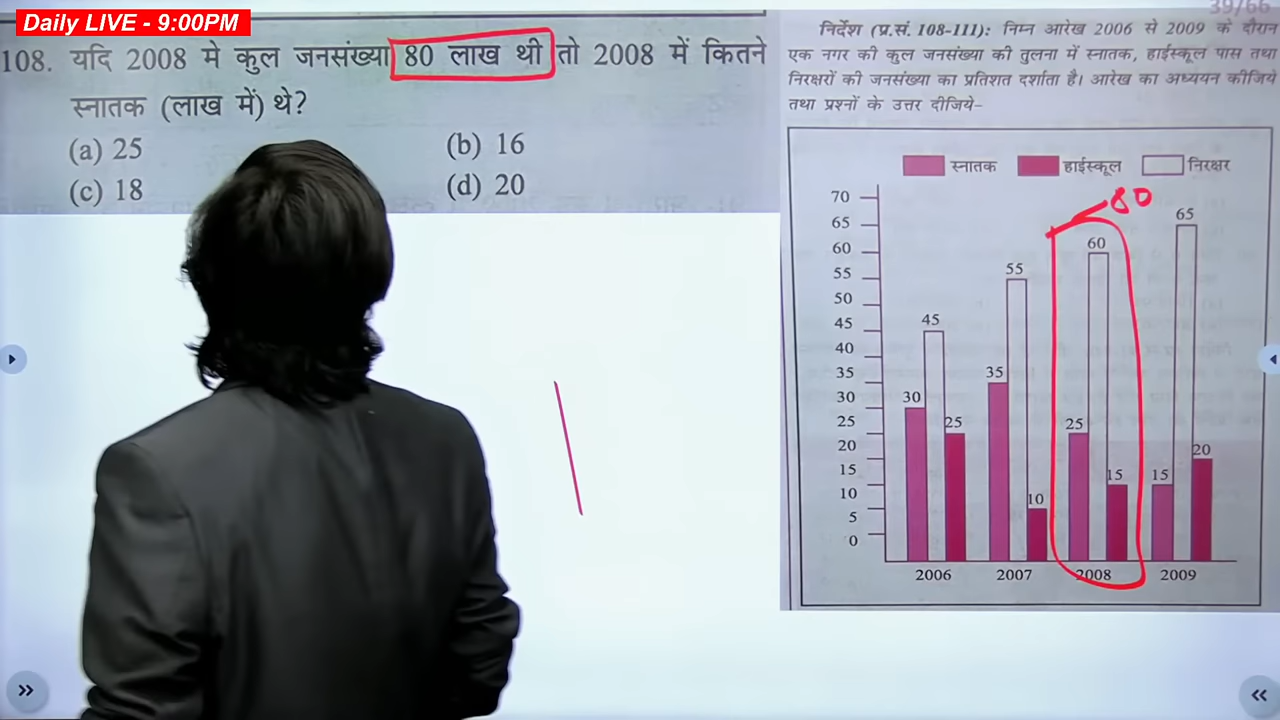 Daily LIVE - 9:00PM
39/66
108. यदि 2008 मे कुल जनसंख्या 80 लाख थी तो 2008 में कितने
स्नातक (लाख में) थे?
(a) 25
(b) 16
(c) 18
(d) 20
निर्देश (प्र.सं. 108-111): निम्न आरेख 2006 से 2009 के दौरान
एक नगर की कुल जनसंख्या की तुलना में स्नातक, हाईस्कूल पास तथा
निरक्षरों की जनसंख्या का प्रतिशत दर्शाता है। आरेख का अध्ययन कीजिये
तथा प्रश्नों के उत्तर दीजिये–
स्नातक हाईस्कूल निरक्षर
80
70
65
60
55
50
45
40
35
30
25
20
15
10
5
0
30 45 25
35 55 10
25 60 15
15 65 20
2006 2007 2008 2009